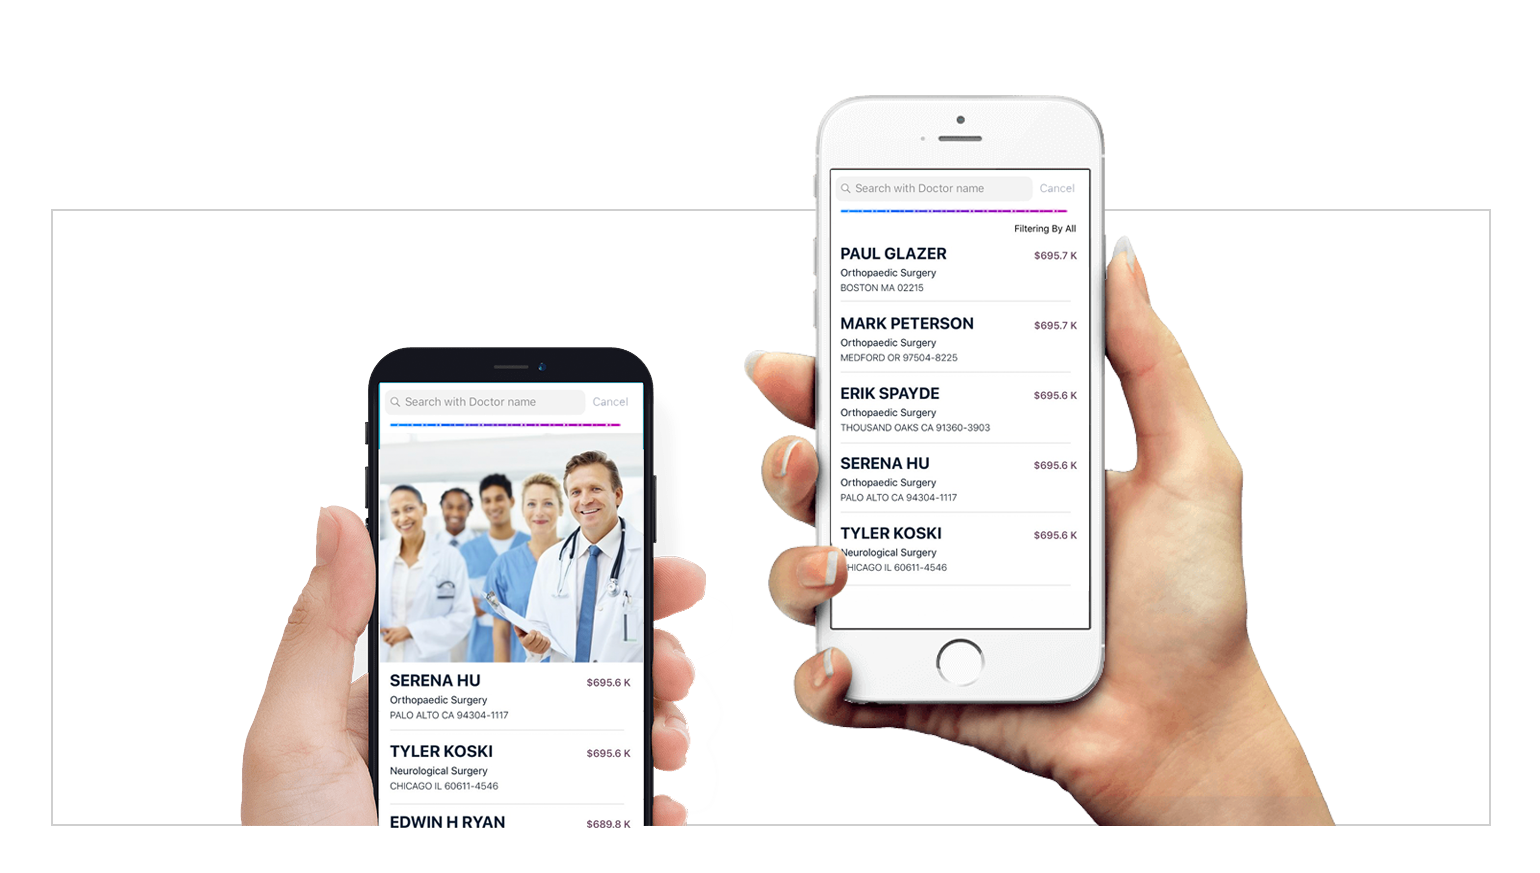 Search with Doctor name Cancel
Filtering By All
PAUL GLAZER $695.7 K
Orthopaedic Surgery
BOSTON MA 02215
MARK PETERSON $695.7 K
Orthopaedic Surgery
MEDFORD OR 97504-8225
ERIK SPAYDE $695.6 K
Orthopaedic Surgery
THOUSAND OAKS CA 91360-3903
SERENA HU $695.6 K
Orthopaedic Surgery
PALO ALTO CA 94304-1117
TYLER KOSKI $695.6 K
Neurological Surgery
CHICAGO IL 60611-4546
Search with Doctor name Cancel
SERENA HU $695.6 K
Orthopaedic Surgery
PALO ALTO CA 94304-1117
TYLER KOSKI $695.6 K
Neurological Surgery
CHICAGO IL 60611-4546
EDWIN H RYAN $689.8 K